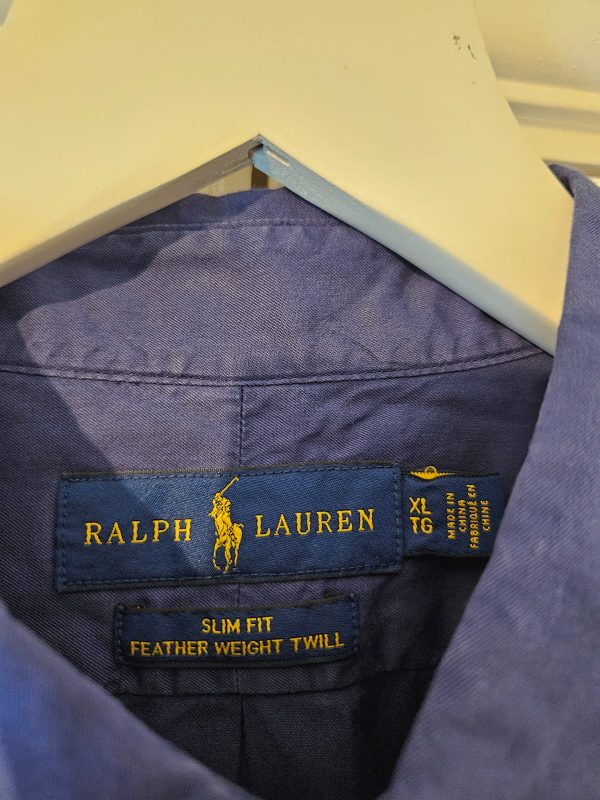 RALPH LAUREN
XL
TG
MADE IN
CHINA
FABRIQUÉ EN
CHINE
SLIM FIT
FEATHER WEIGHT TWILL